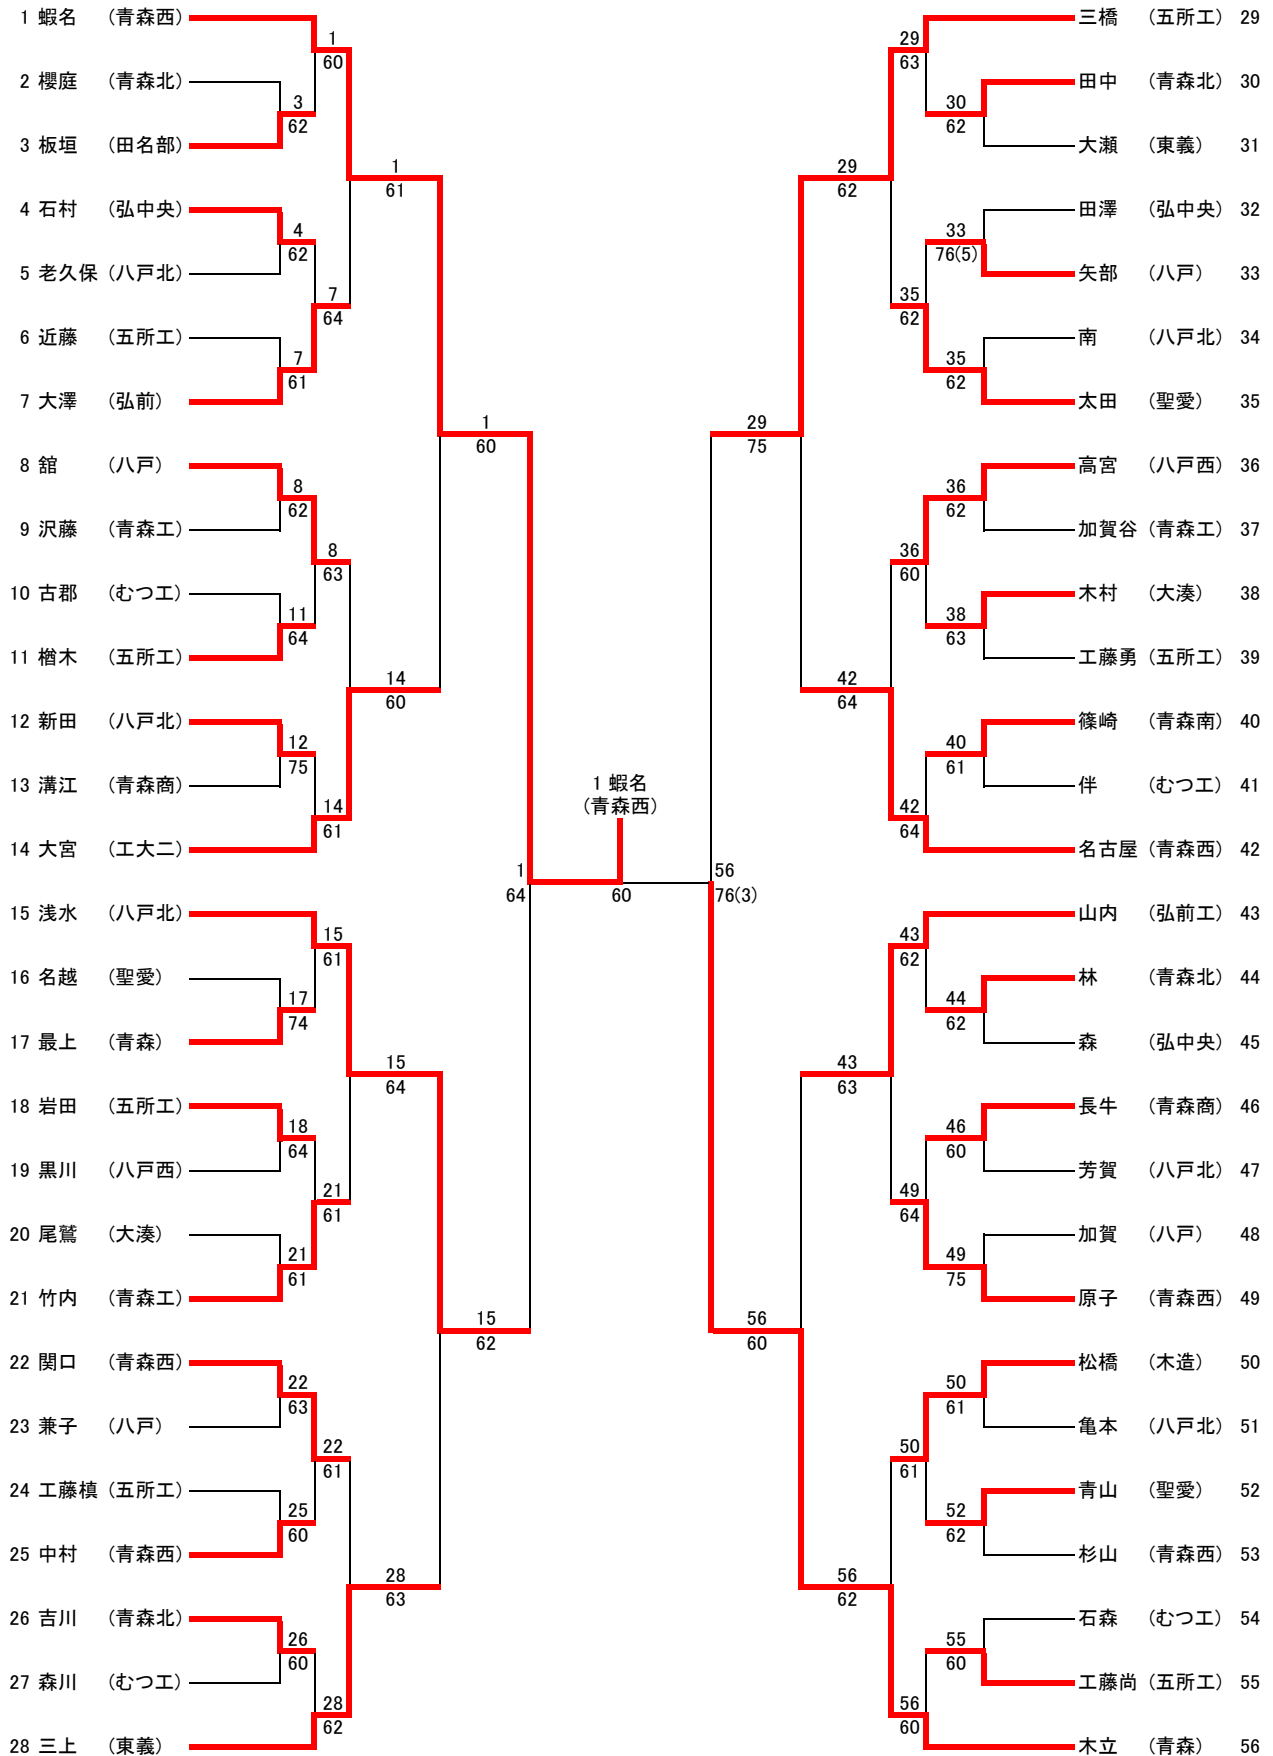 1 蝦名 (青森西)
2 櫻庭 (青森北)
3 板垣 (田名部)
4 石村 (弘中央)
5 老久保 (八戸北)
6 近藤 (五所工)
7 大澤 (弘前)
8 舘 (八戸)
9 沢藤 (青森工)
10 古郡 (むつ工)
11 楢木 (五所工)
12 新田 (八戸北)
13 溝江 (青森商)
14 大宮 (工大二)
15 浅水 (八戸北)
16 名越 (聖愛)
17 最上 (青森)
18 岩田 (五所工)
19 黒川 (八戸西)
20 尾鷲 (大湊)
21 竹内 (青森工)
22 関口 (青森西)
23 兼子 (八戸)
24 工藤槙 (五所工)
25 中村 (青森西)
26 吉川 (青森北)
27 森川 (むつ工)
28 三上 (東義)
3
62
4
62
7
61
8
62
11
64
12
75
17
74
18
64
21
61
22
63
25
60
26
60
1
60
7
64
8
63
14
61
15
61
21
61
22
61
28
62
1
61
14
60
15
64
28
63
1
60
15
62
1
64
1 蝦名
(青森西)
60
56
76(3)
29
75
56
60
29
62
42
64
43
63
56
62
29
63
35
62
36
60
42
64
43
62
49
64
50
61
56
60
30
62
33
76(5)
35
62
36
62
38
63
40
61
44
62
46
60
49
75
50
61
52
62
55
60
三橋 (五所工) 29
田中 (青森北) 30
大瀬 (東義) 31
田澤 (弘中央) 32
矢部 (八戸) 33
南 (八戸北) 34
太田 (聖愛) 35
高宮 (八戸西) 36
加賀谷 (青森工) 37
木村 (大湊) 38
工藤勇 (五所工) 39
篠崎 (青森南) 40
伴 (むつ工) 41
名古屋 (青森西) 42
山内 (弘前工) 43
林 (青森北) 44
森 (弘中央) 45
長牛 (青森商) 46
芳賀 (八戸北) 47
加賀 (八戸) 48
原子 (青森西) 49
松橋 (木造) 50
亀本 (八戸北) 51
青山 (聖愛) 52
杉山 (青森西) 53
石森 (むつ工) 54
工藤尚 (五所工) 55
木立 (青森) 56